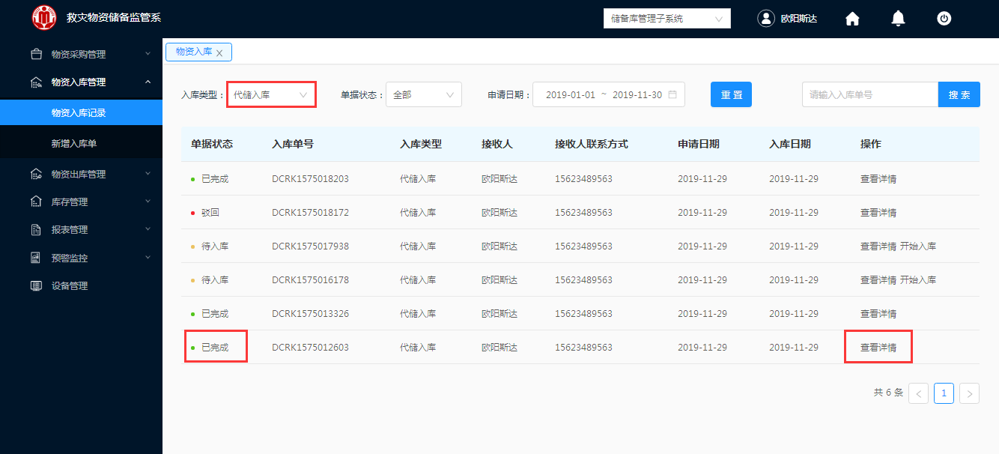 救灾物资储备监管系
储备库管理子系统
欧阳斯达
物资采购管理
物资入库管理
物资入库记录
新增入库单
物资出库管理
库存管理
报表管理
预警监控
设备管理
物资入库
入库类型： 代储入库 单据状态： 全部 申请日期： 2019-01-01 ~ 2019-11-30 重 置 请输入入库单号 搜 索
单据状态 入库单号 入库类型 接收人 接收人联系方式 申请日期 入库日期 操作
已完成 DCRK1575018203 代储入库 欧阳斯达 15623489563 2019-11-29 2019-11-29 查看详情
驳回 DCRK1575018172 代储入库 欧阳斯达 15623489563 2019-11-29 2019-11-29 查看详情
待入库 DCRK1575017938 代储入库 欧阳斯达 15623489563 2019-11-29 2019-11-29 查看详情 开始入库
待入库 DCRK1575016178 代储入库 欧阳斯达 15623489563 2019-11-29 2019-11-29 查看详情 开始入库
已完成 DCRK1575013326 代储入库 欧阳斯达 15623489563 2019-11-29 2019-11-29 查看详情
已完成 DCRK1575012603 代储入库 欧阳斯达 15623489563 2019-11-29 2019-11-29 查看详情
共 6 条 < 1 >